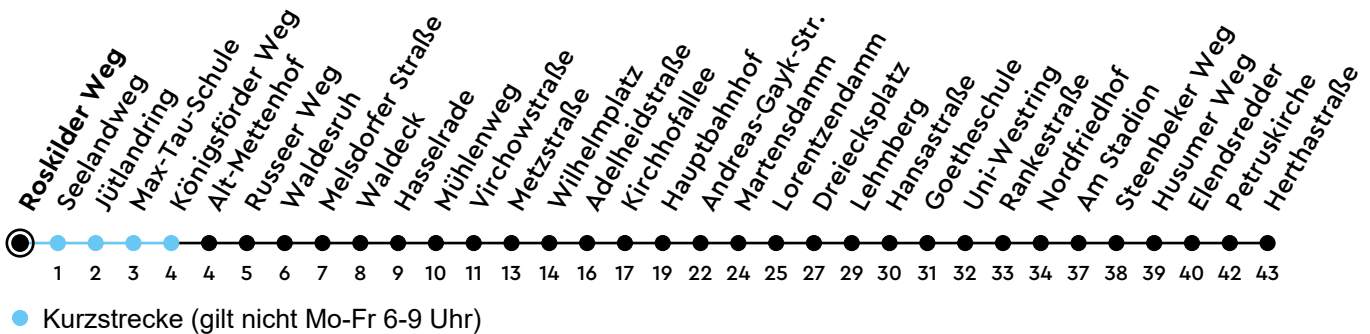 Roskilder Weg
Seelandweg
Jütlandring
Max-Tau-Schule
Königsförder Weg
Alt-Mettenhof
Russeer Weg
Waldesruh
Melsdorfer Straße
Waldeck
Hasselrade
Mühlenweg
Virchowstraße
Metzstraße
Wilhelmplatz
Adelheidstraße
Kirchhofallee
Hauptbahnhof
Andreas-Gayk-Str.
Martensdamm
Lorentzendamm
Dreiecksplatz
Lehmberg
Hansastraße
Goetheschule
Uni-Westring
Rankestraße
Nordfriedhof
Am Stadion
Steenbeker Weg
Husumer Weg
Elendsredder
Petruskirche
Herthastraße
1 2 3 4 4 5 6 7 8 9 10 11 13 14 16 17 19 22 24 25 27 29 30 31 32 33 34 37 38 39 40 42 43
Kurzstrecke (gilt nicht Mo-Fr 6-9 Uhr)